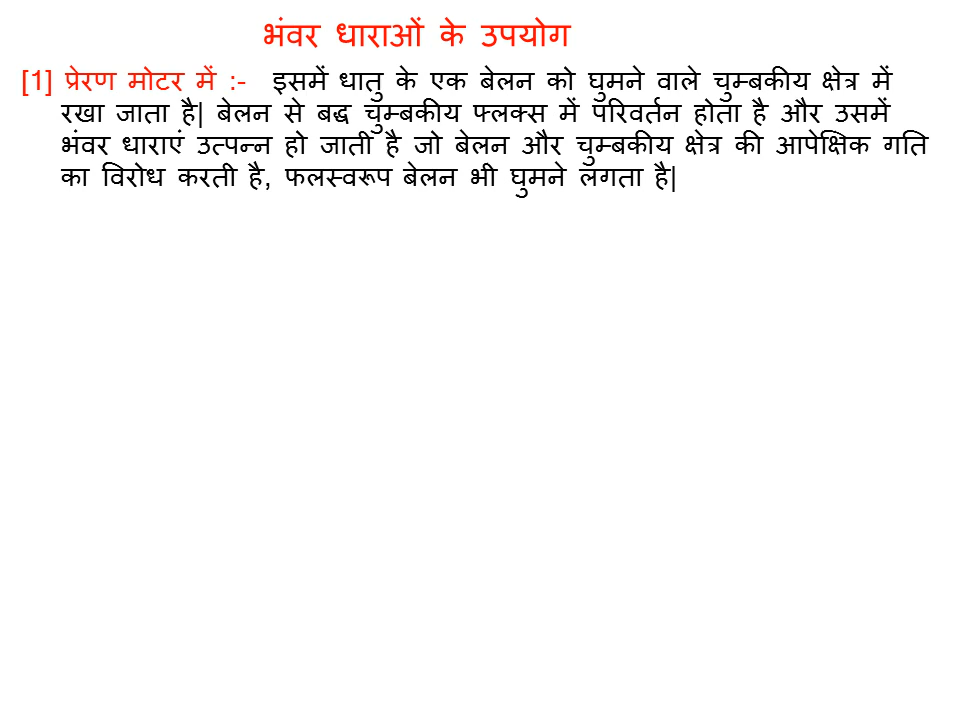 भंवर धाराओं के उपयोग
[1] प्रेरण मोटर में :- इसमें धातु के एक बेलन को घुमने वाले चुम्बकीय क्षेत्र में
रखा जाता है| बेलन से बद्ध चुम्बकीय फ्लक्स में परिवर्तन होता है और उसमें
भंवर धाराएं उत्पन्न हो जाती है जो बेलन और चुम्बकीय क्षेत्र की आपेक्षिक गति
का विरोध करती है, फलस्वरूप बेलन भी घुमने लगता है|